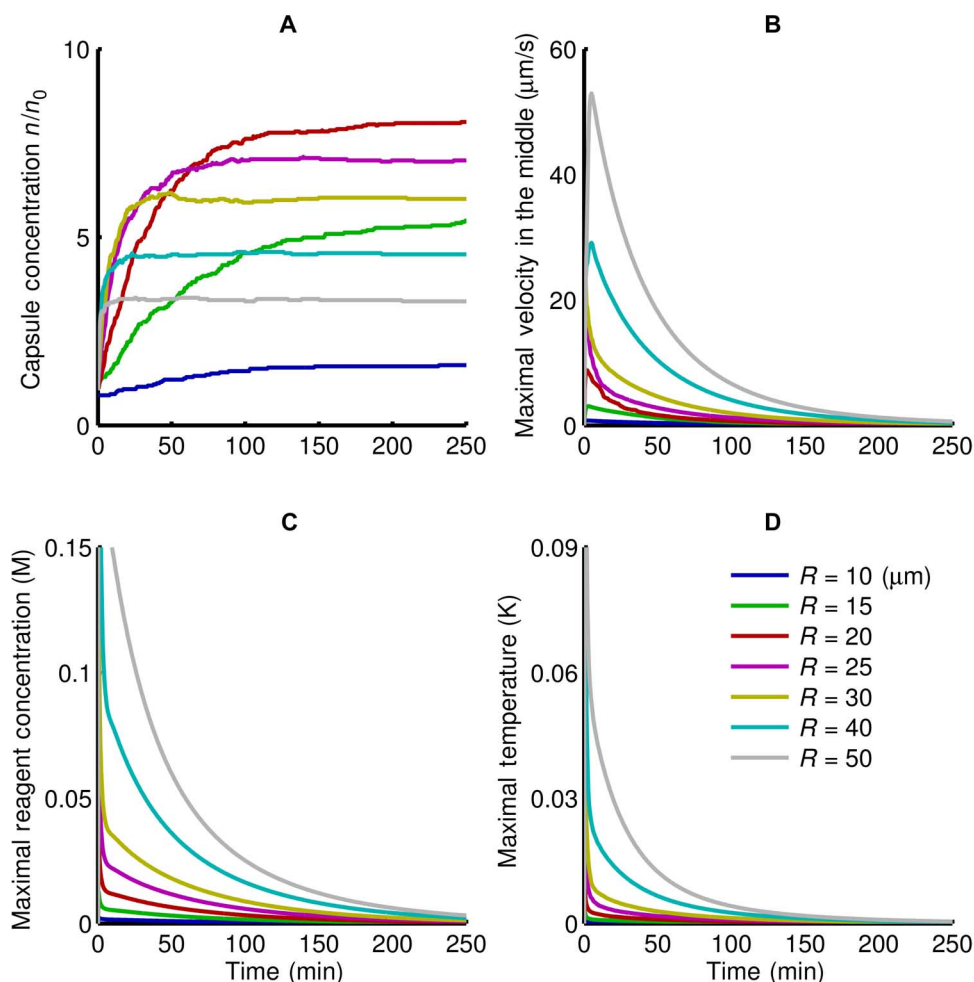 A
Capsule concentration n/n0
10
5
0
0 50 100 150 200 250
B
Maximal velocity in the middle (μm/s)
60
40
20
0
0 50 100 150 200 250
C
Maximal reagent concentration (M)
0.15
0.1
0.05
0
0 50 100 150 200 250
Time (min)
D
Maximal temperature (K)
0.09
0.06
0.03
0
0 50 100 150 200 250
Time (min)
R = 10 (μm)
R = 15
R = 20
R = 25
R = 30
R = 40
R = 50